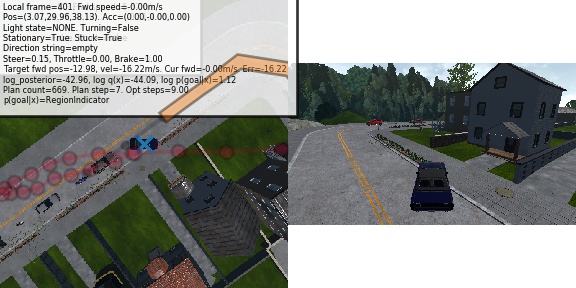 Local frame=401. Fwd.speed=-0.00m/s
Pos=(3.07,29.96,38.13). Acc=(0.00,-0.00,0.00)
Light state=NONE. Turning=False
Stationary=True. Stuck=True
Direction string=empty
Steer=0.15, Throttle=0.00, Brake=1.00
Target fwd pos=-12.98, vel=-16.22m/s. Cur fwd=-0.00m/s. Err=-16.22
log_posterior=-42.96, log q(x)=-44.09, log p(goal|x)=1.12
Plan count=669. Plan step=7. Opt steps=9.00
p(goal|x)=RegionIndicator